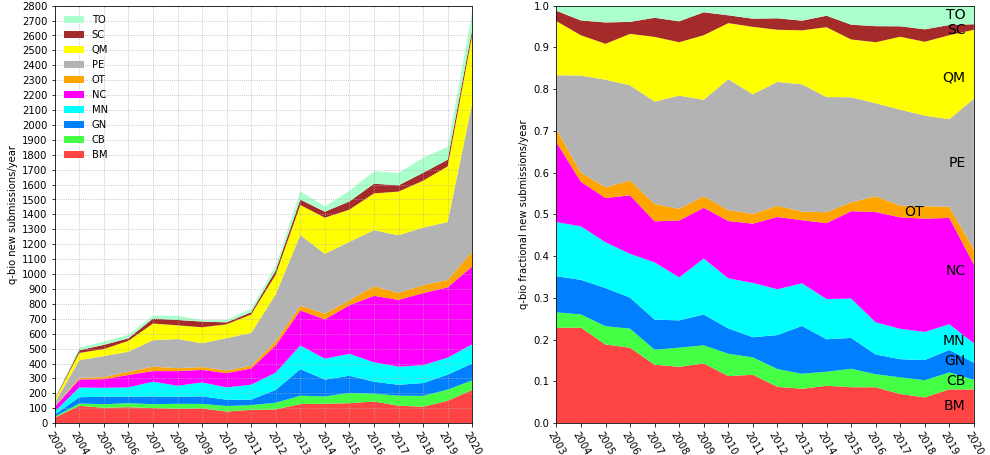 q-bio new submissions/year
2800
2700
2600
2500
2400
2300
2200
2100
2000
1900
1800
1700
1600
1500
1400
1300
1200
1100
1000
900
800
700
600
500
400
300
200
100
0
TO
SC
QM
PE
OT
NC
MN
GN
CB
BM
2003 2004 2005 2006 2007 2008 2009 2010 2011 2012 2013 2014 2015 2016 2017 2018 2019 2020
q-bio fractional new submissions/year
1.0
0.9
0.8
0.7
0.6
0.5
0.4
0.3
0.2
0.1
0.0
TO
SC
QM
PE
OT
NC
MN
GN
CB
BM
2003 2004 2005 2006 2007 2008 2009 2010 2011 2012 2013 2014 2015 2016 2017 2018 2019 2020